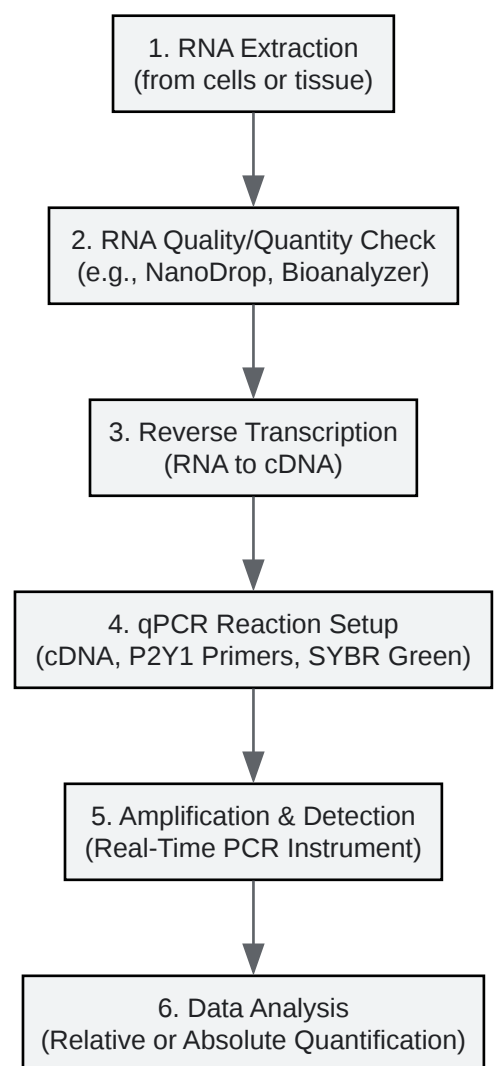 1. RNA Extraction
(from cells or tissue)
2. RNA Quality/Quantity Check
(e.g., NanoDrop, Bioanalyzer)
3. Reverse Transcription
(RNA to cDNA)
4. qPCR Reaction Setup
(cDNA, P2Y1 Primers, SYBR Green)
5. Amplification & Detection
(Real-Time PCR Instrument)
6. Data Analysis
(Relative or Absolute Quantification)